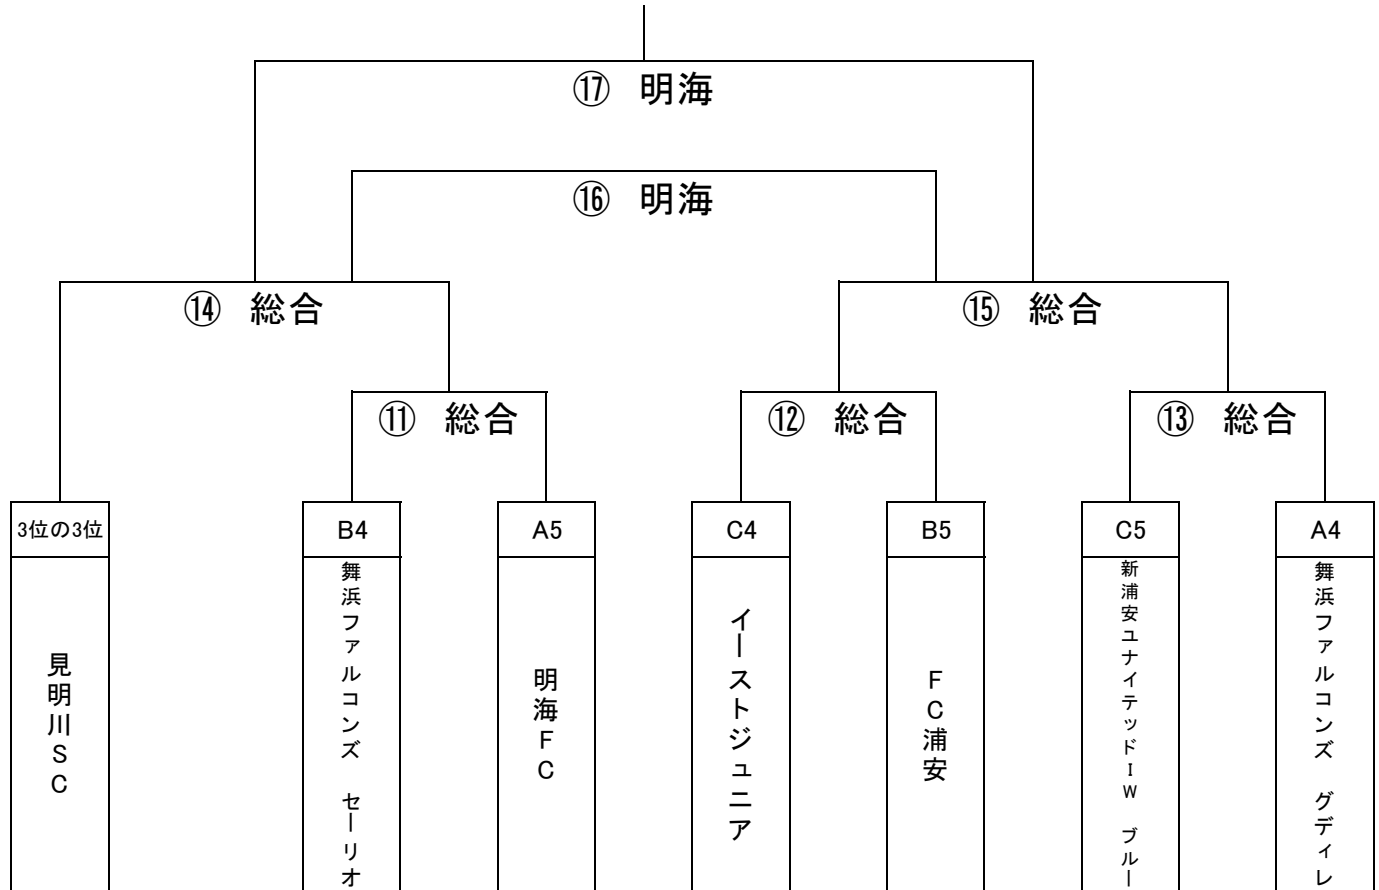 ⑰ 明海
⑯ 明海
⑭ 総合
⑮ 総合
⑪ 総合
⑫ 総合
⑬ 総合
3位の3位
B4
A5
C4
B5
C5
A4
見明川SC
舞浜ファルコンズ セーリオ
明海FC
イーストジュニア
FC浦安
新浦安ユナイテッドIW ブルー
舞浜ファルコンズ グディレ